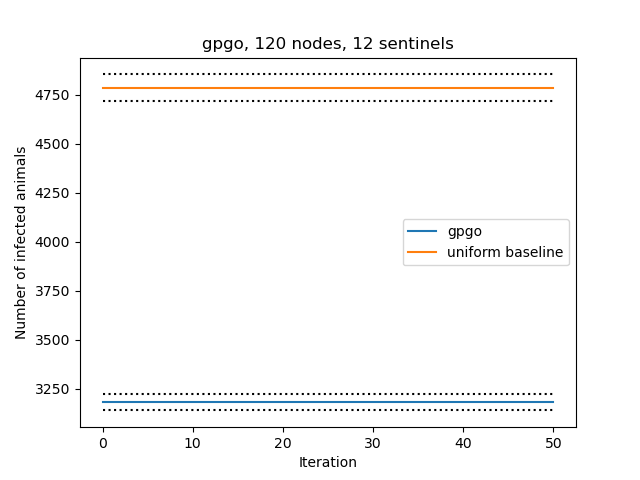 gpgo, 120 nodes, 12 sentinels
Number of infected animals
4750
4500
4250
4000
3750
3500
3250
gpgo
uniform baseline
0 10 20 30 40 50
Iteration